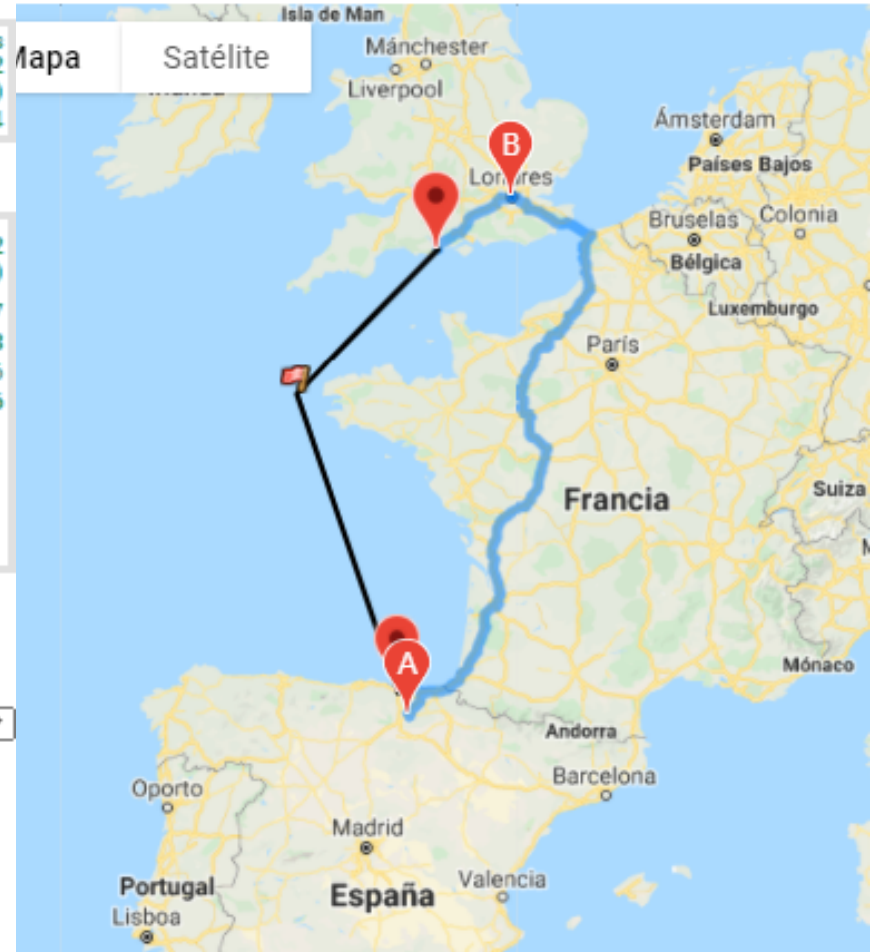 Isla de Man
Mapa
Satélite
Mánchester
Liverpool
B
Londres
Ámsterdam
Países Bajos
Bruselas
Colonia
Bélgica
Luxemburgo
París
Francia
Suiza
A
Mónaco
Andorra
Barcelona
Oporto
Madrid
Portugal
España
Valencia
Lisboa